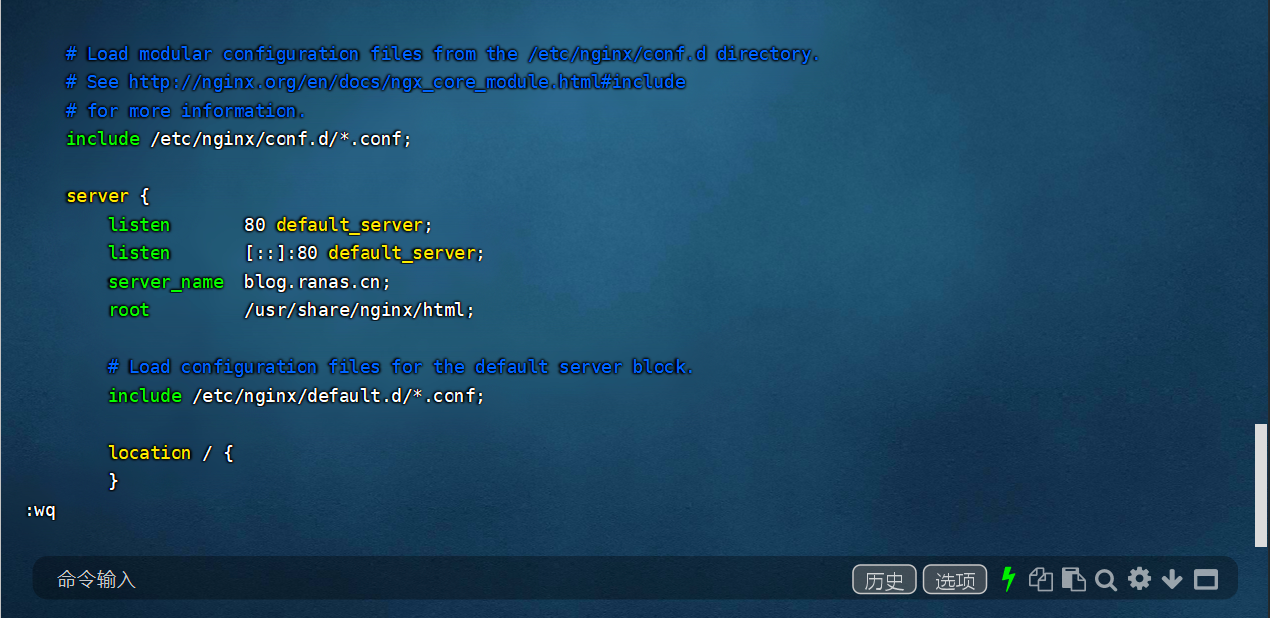 # Load modular configuration files from the /etc/nginx/conf.d directory.
# See http://nginx.org/en/docs/ngx_core_module.html#include
# for more information.
include /etc/nginx/conf.d/*.conf;
server {
listen 80 default_server;
listen [::]:80 default_server;
server_name blog.ranas.cn;
root /usr/share/nginx/html;
# Load configuration files for the default server block.
include /etc/nginx/default.d/*.conf;
location / {
}
:wq
命令输入 历史 选项